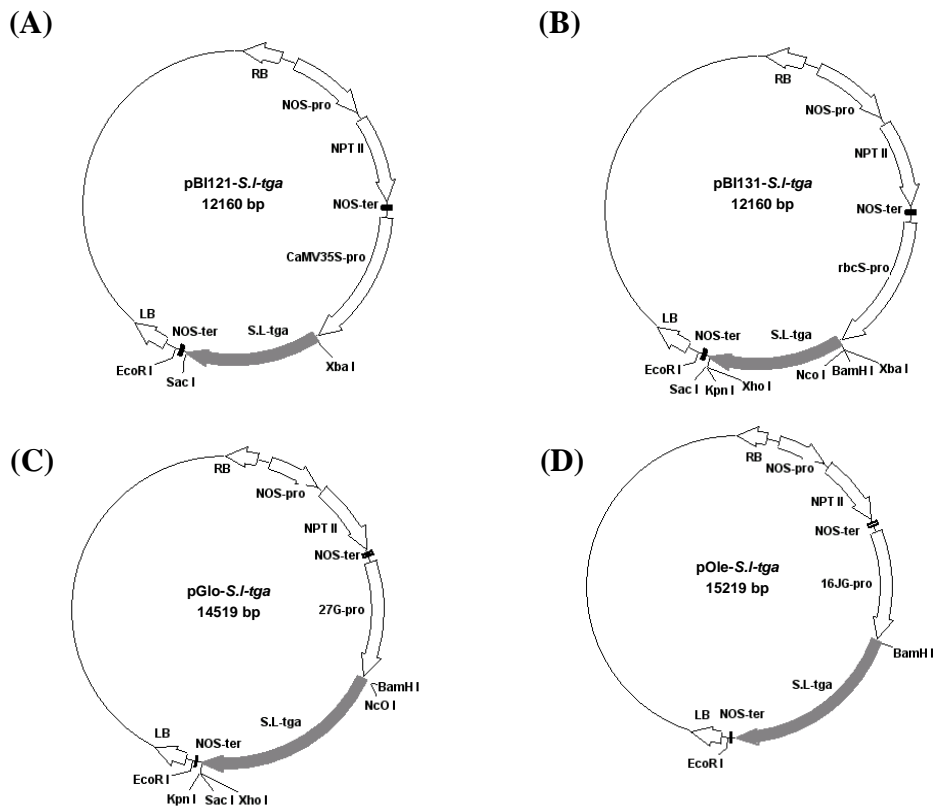 (A)
RB
NOS-pro
NPT II
NOS-ter
CaMV35S-pro
pBI121-S.l-tga
12160 bp
LB
NOS-ter
S.L-tga
EcoR I
Sac I
Xba I
(B)
RB
NOS-pro
NPT II
NOS-ter
rbcS-pro
pBI131-S.l-tga
12160 bp
LB
NOS-ter
S.L-tga
EcoR I
Sac I
Kpn I
Xho I
Nco I
BamH I
Xba I
(C)
RB
NOS-pro
NPT II
NOS-ter
27G-pro
pGlo-S.l-tga
14519 bp
BamH I
NcO I
S.L-tga
LB
NOS-ter
EcoR I
Kpn I
Sac I
Xho I
(D)
RB
NOS-pro
NPT II
NOS-ter
16JG-pro
pOle-S.l-tga
15219 bp
BamH I
S.L-tga
LB
NOS-ter
EcoR I